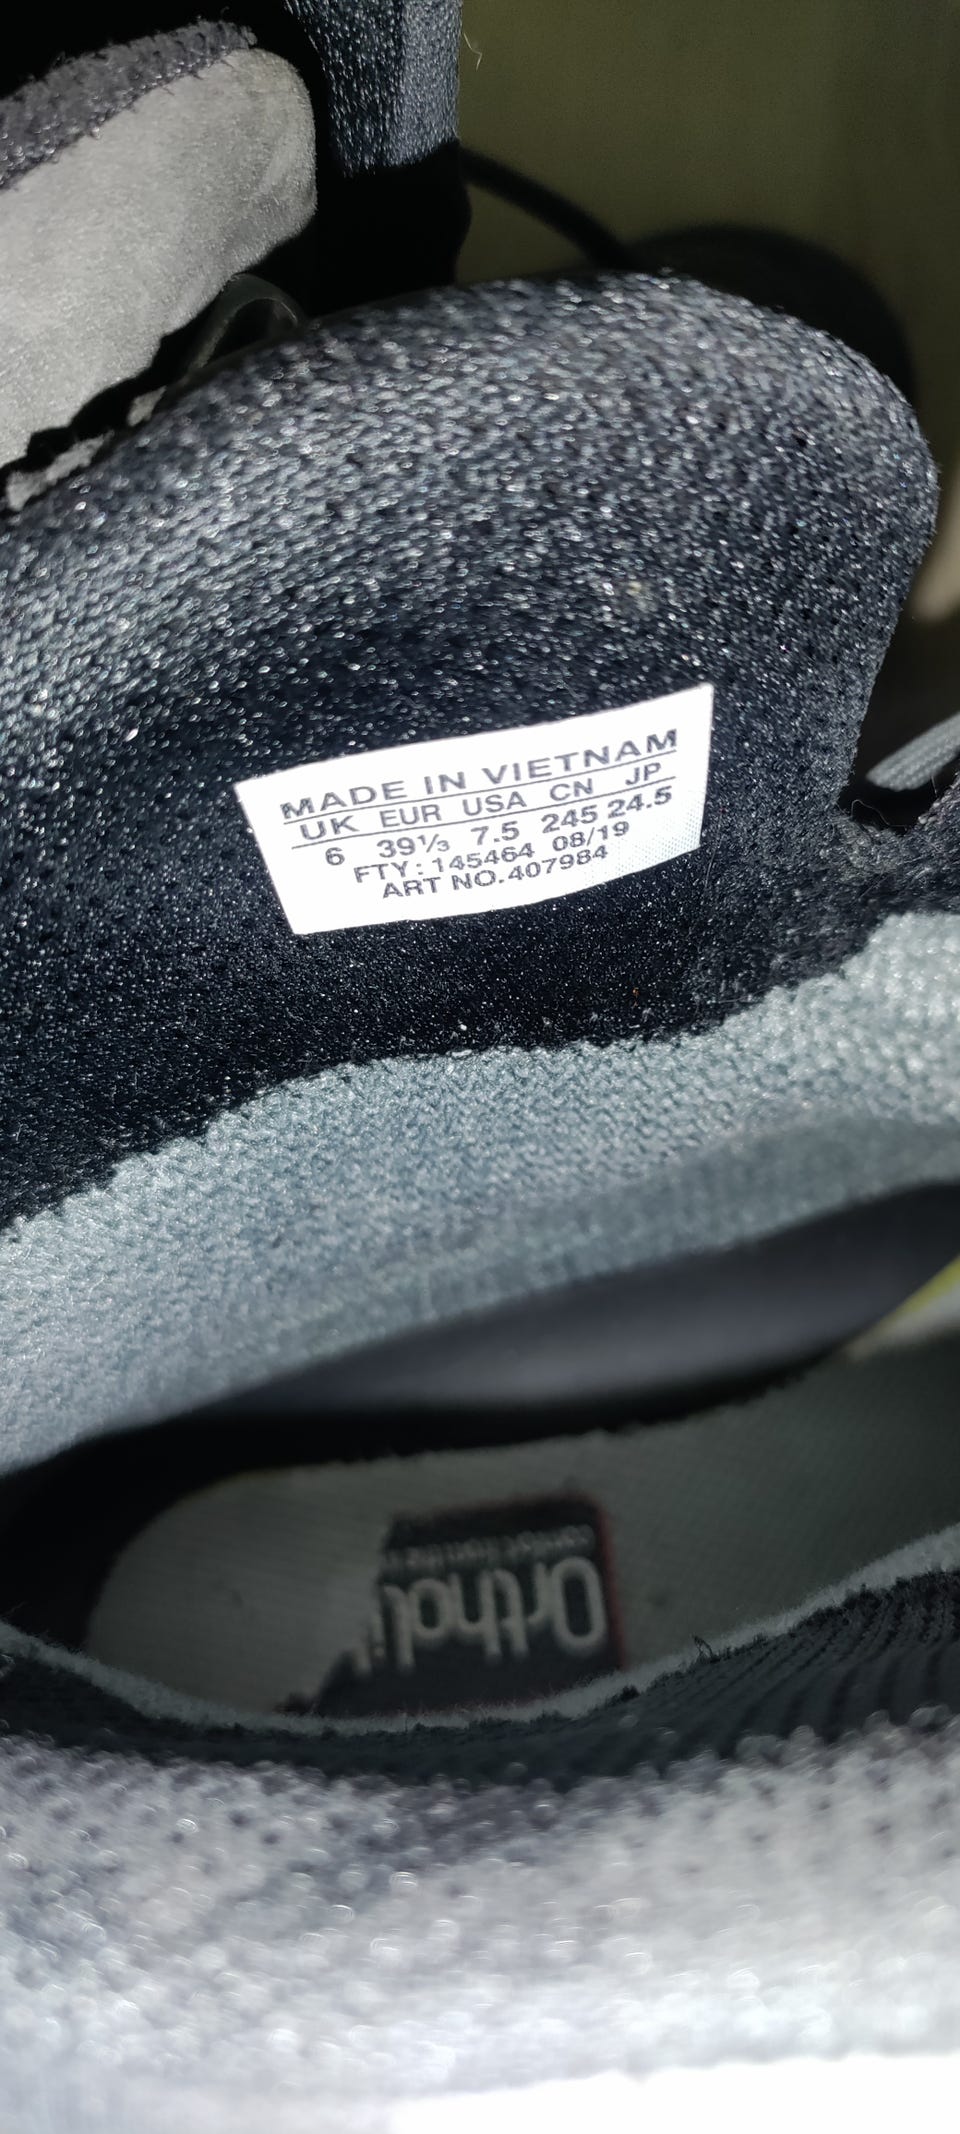 MADE IN VIETNAM
UK EUR USA CN JP
6 39⅓ 7.5 245 24.5
FTY: 145464 08/19
ART NO. 407984